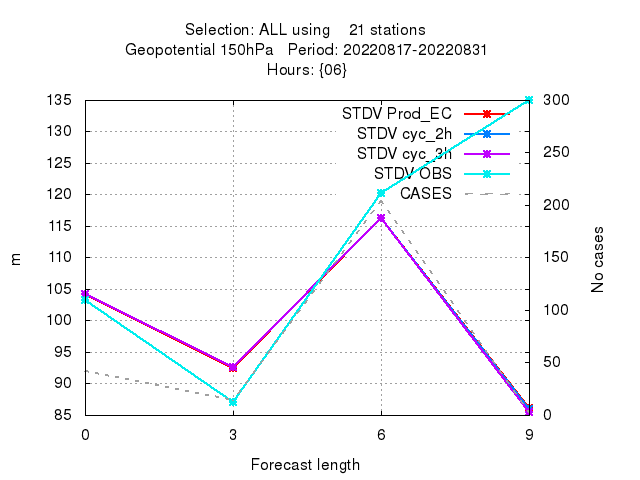 Selection: ALL using    21 stations
Geopotential 150hPa   Period: 20220817-20220831
Hours: {06}
135
130
125
120
115
110
105
100
95
90
85
300
250
200
150
100
50
0
STDV Prod_EC
STDV cyc_2h
STDV cyc_3h
STDV OBS
CASES
m
No cases
0 3 6 9
Forecast length